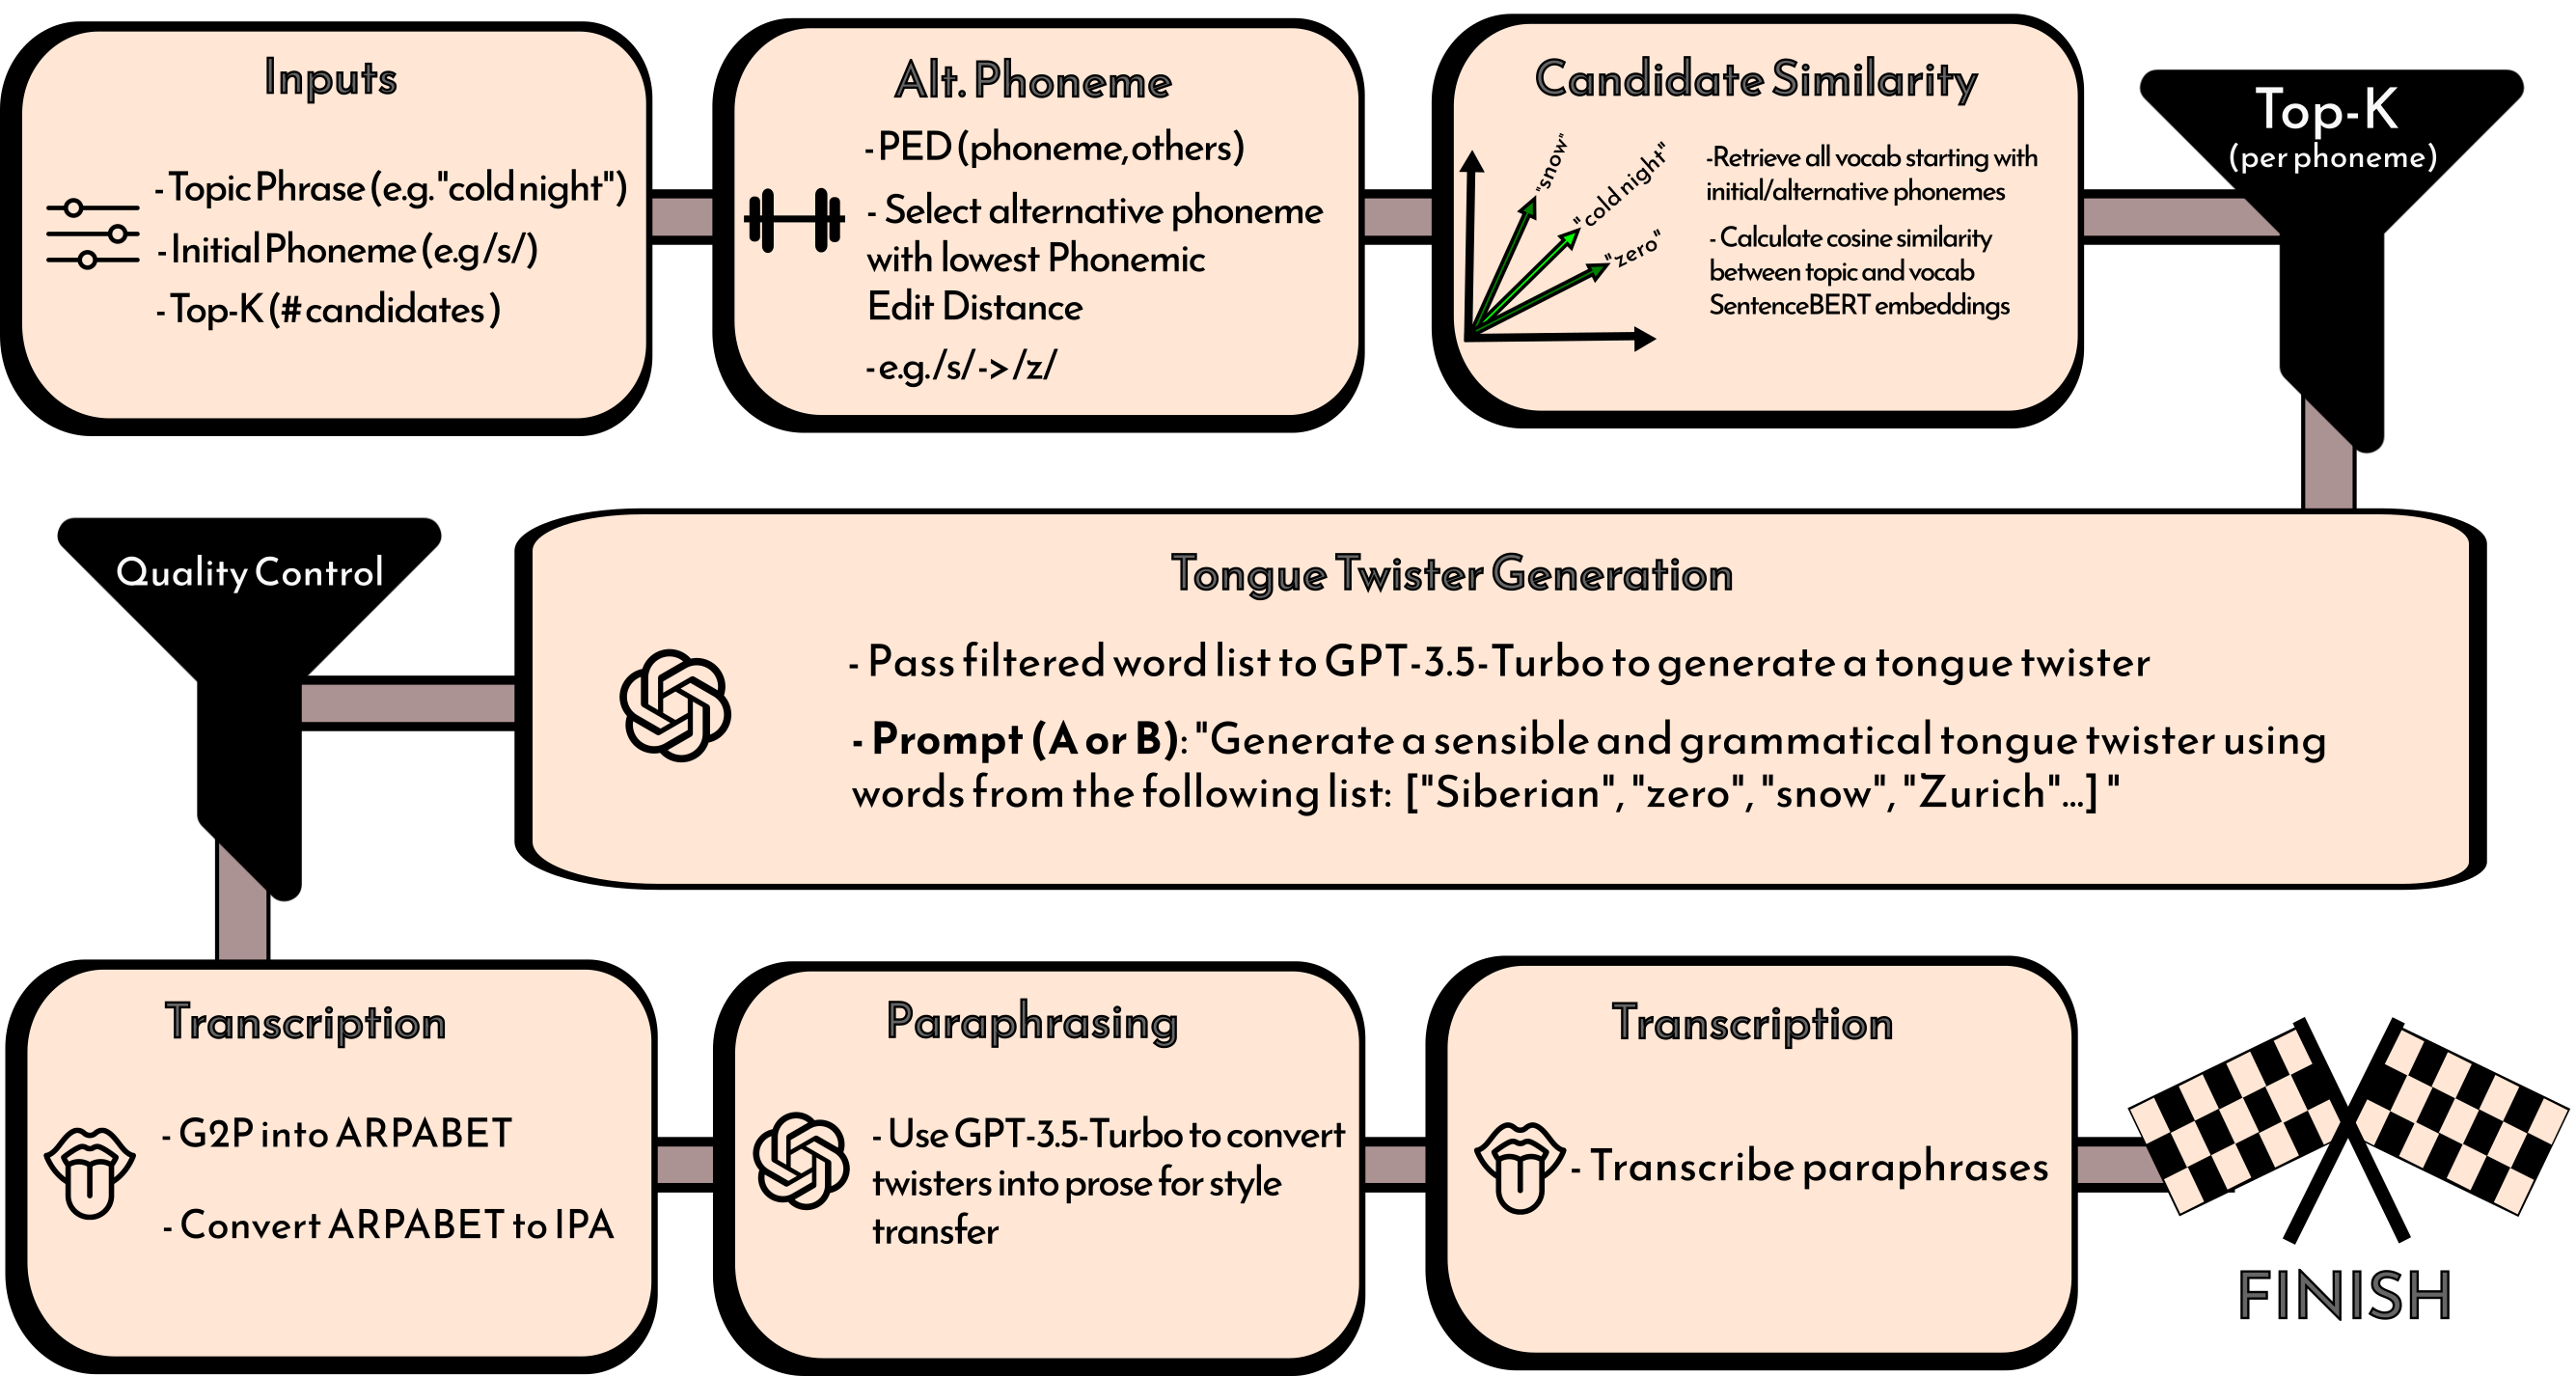 Inputs
- Topic Phrase (e.g. "cold night")
- Initial Phoneme (e.g /s/)
- Top-K (# candidates )
Alt. Phoneme
- PED (phoneme, others)
- Select alternative phoneme
with lowest Phonemic
Edit Distance
- e.g. /s/ -> /z/
Candidate Similarity
"snow"
"cold night"
"zero"
-Retrieve all vocab starting with
initial/alternative phonemes
- Calculate cosine similarity
between topic and vocab
SentenceBERT embeddings
Top-K
(per phoneme)
Quality Control
Tongue Twister Generation
- Pass filtered word list to GPT-3.5-Turbo to generate a tongue twister
- Prompt (A or B): "Generate a sensible and grammatical tongue twister using
words from the following list: ["Siberian", "zero", "snow", "Zurich"...] "
Transcription
- G2P into ARPABET
- Convert ARPABET to IPA
Paraphrasing
- Use GPT-3.5-Turbo to convert
twisters into prose for style
transfer
Transcription
- Transcribe paraphrases
FINISH